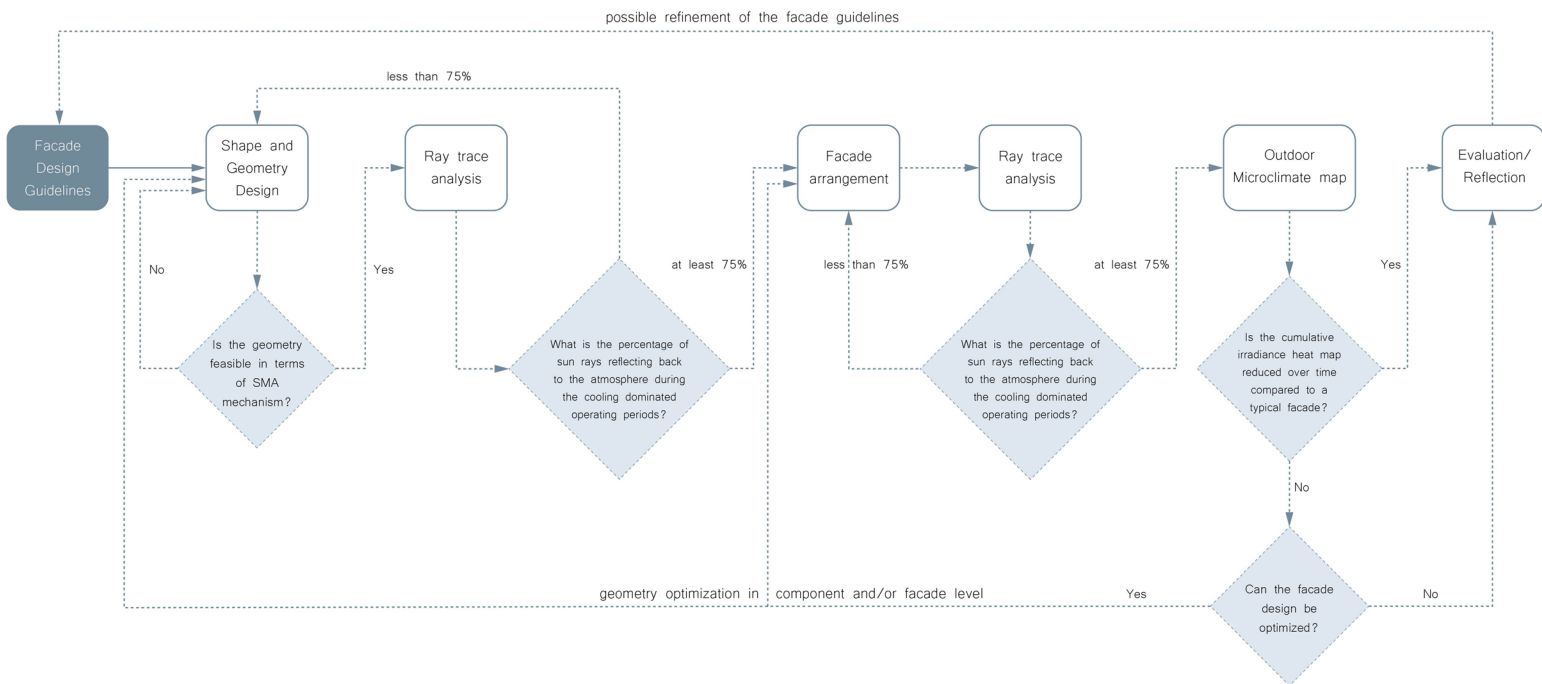 possible refinement of the facade guidelines
less than 75%
Facade
Design
Guidelines
Shape and
Geometry
Design
Ray trace
analysis
Facade
arrangement
Ray trace
analysis
Outdoor
Microclimate map
Evaluation/
Reflection
No
Yes
at least 75%
less than 75%
at least 75%
Yes
Is the geometry
feasible in terms
of SMA
mechanism?
What is the percentage of
sun rays reflecting back
to the atmosphere during
the cooling dominated
operating periods?
What is the percentage of
sun rays reflecting back
to the atmosphere during
the cooling dominated
operating periods?
Is the cumulative
irradiance heat map
reduced over time
compared to a
typical facade?
No
geometry optimization in component and/or facade level
Yes
Can the facade
design be
optimized?
No